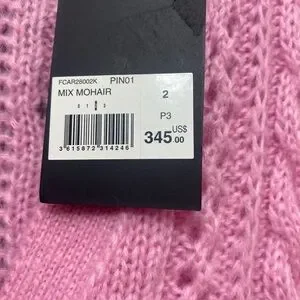 FCAR28002K PIN01
MIX MOHAIR
2
P3
345 US$ .00
3 615872 314246